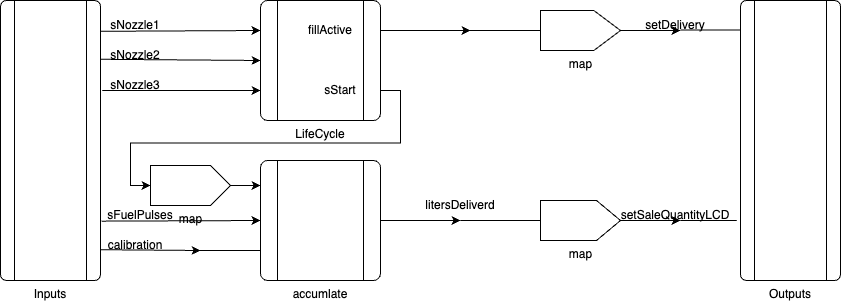 sNozzle1
fillActive
setDelivery
sNozzle2
map
sNozzle3
sStart
LifeCycle
sFuelPulses
map
litersDeliverd
setSaleQuantityLCD
calibration
map
Inputs
accumlate
Outputs